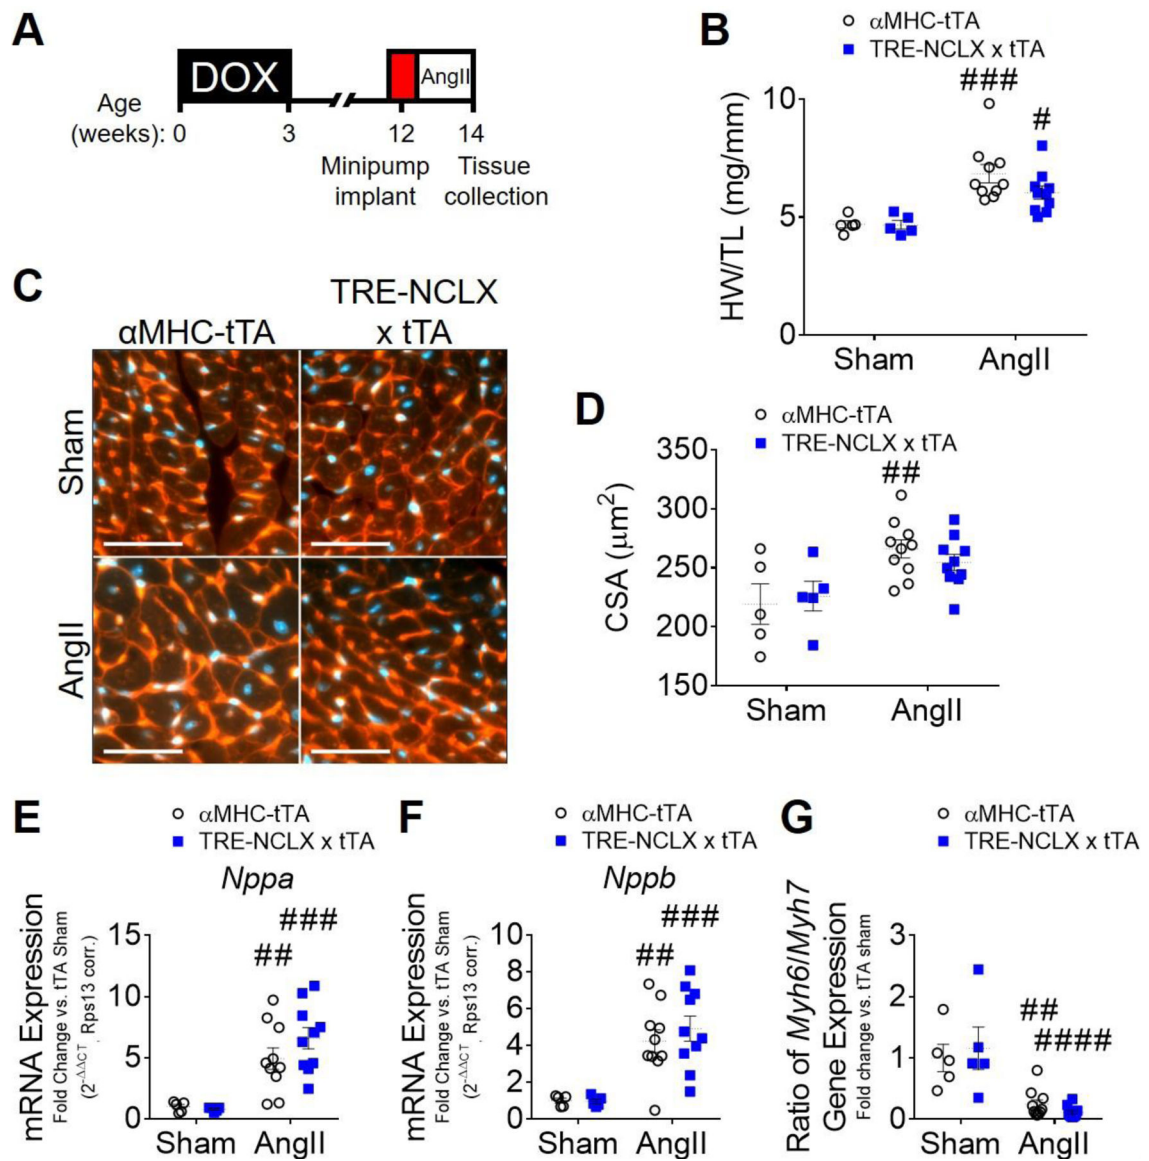 A
DOX
AngII
Age
(weeks): 0 3 12 14
Minipump Tissue
implant collection
B
αMHC-tTA
TRE-NCLX x tTA
###
#
HW/TL (mg/mm)
10
5
0
Sham AngII
C
TRE-NCLX
αMHC-tTA x tTA
Sham
AngII
D
αMHC-tTA
TRE-NCLX x tTA
##
CSA (μm²)
350
300
250
200
150
Sham AngII
E
αMHC-tTA
TRE-NCLX x tTA
Nppa
###
##
mRNA Expression
Fold Change vs. tTA Sham
(2-ΔΔCT, Rps13 corr.)
15
10
5
0
Sham AngII
F
αMHC-tTA
TRE-NCLX x tTA
Nppb
###
##
mRNA Expression
Fold Change vs. tTA Sham
(2-ΔΔCT, Rps13 corr.)
10
8
6
4
2
0
Sham AngII
G
αMHC-tTA
TRE-NCLX x tTA
##
####
Ratio of Myh6/Myh7
Gene Expression
Fold change vs. tTA sham
3
2
1
0
Sham AngII